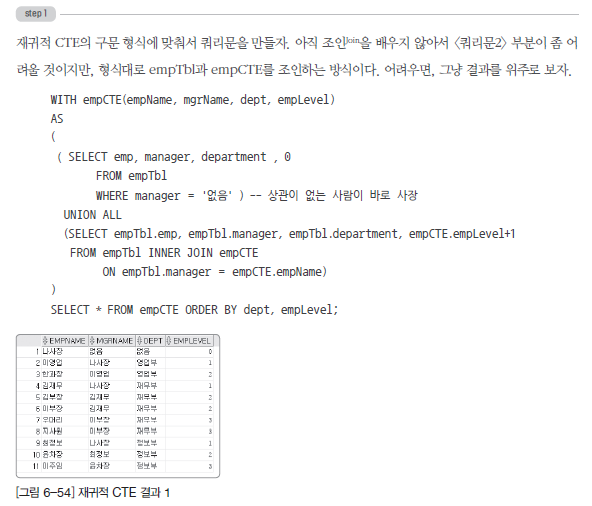 step 1
재귀적 CTE의 구문 형식에 맞춰서 쿼리문을 만들자. 아직 조인Join을 배우지 않아서 〈쿼리문2〉 부분이 좀 어
려울 것이지만, 형식대로 empTbl과 empCTE를 조인하는 방식이다. 어려우면, 그냥 결과를 위주로 보자.
WITH empCTE(empName, mgrName, dept, empLevel)
AS
(
( SELECT emp, manager, department , 0
FROM empTbl
WHERE manager = '없음' ) -- 상관이 없는 사람이 바로 사장
UNION ALL
(SELECT empTbl.emp, empTbl.manager, empTbl.department, empCTE.empLevel+1
FROM empTbl INNER JOIN empCTE
ON empTbl.manager = empCTE.empName)
)
SELECT * FROM empCTE ORDER BY dept, empLevel;
EMPNAME MGRNAME DEPT EMPLEVEL
1 나사장 없음 없음 0
2 이영업 나사장 영업부 1
3 한과장 이영업 영업부 2
4 김재무 나사장 재무부 1
5 김부장 김재무 재무부 2
6 이부장 김재무 재무부 2
7 우대리 이부장 재무부 3
8 지사원 이부장 재무부 3
9 최정보 나사장 정보부 1
10 윤차장 최정보 정보부 2
11 이주임 윤차장 정보부 3
[그림 6-54] 재귀적 CTE 결과 1